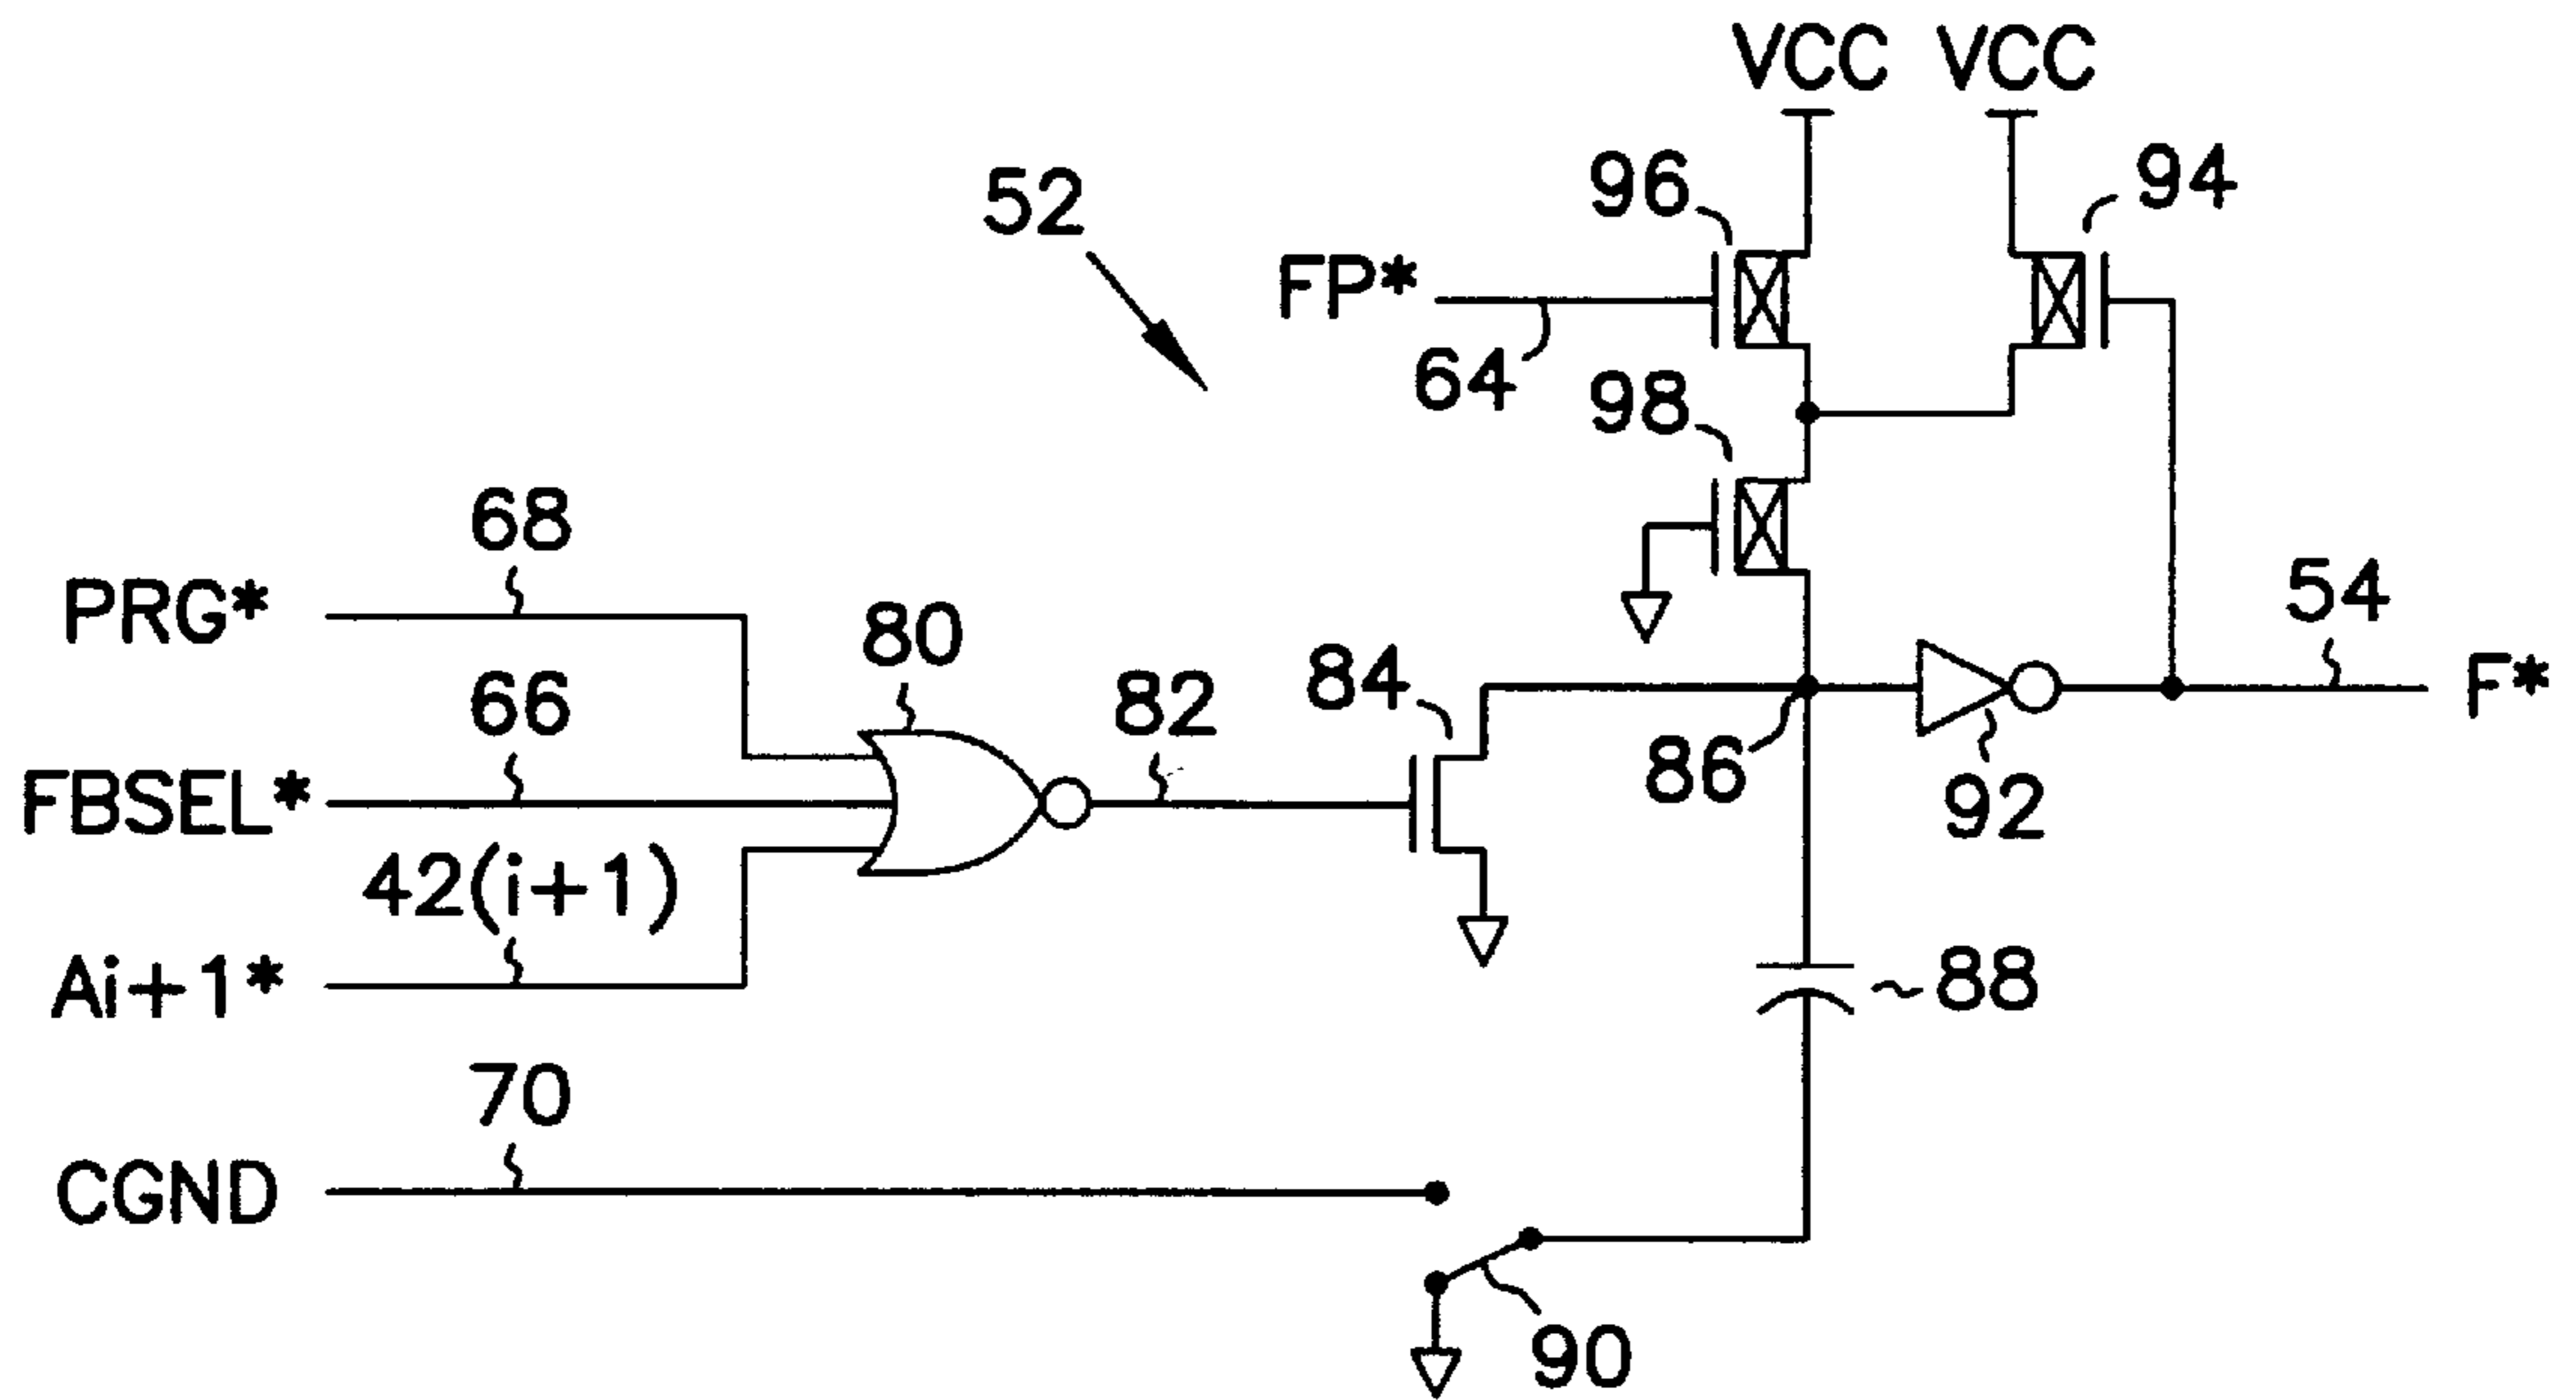 VCC VCC
96
94
52
FP*
64
98
68
PRG*
80
54
66
82
84
F*
FBSEL*
86
92
42(i+1)
Ai+1*
88
70
CGND
90